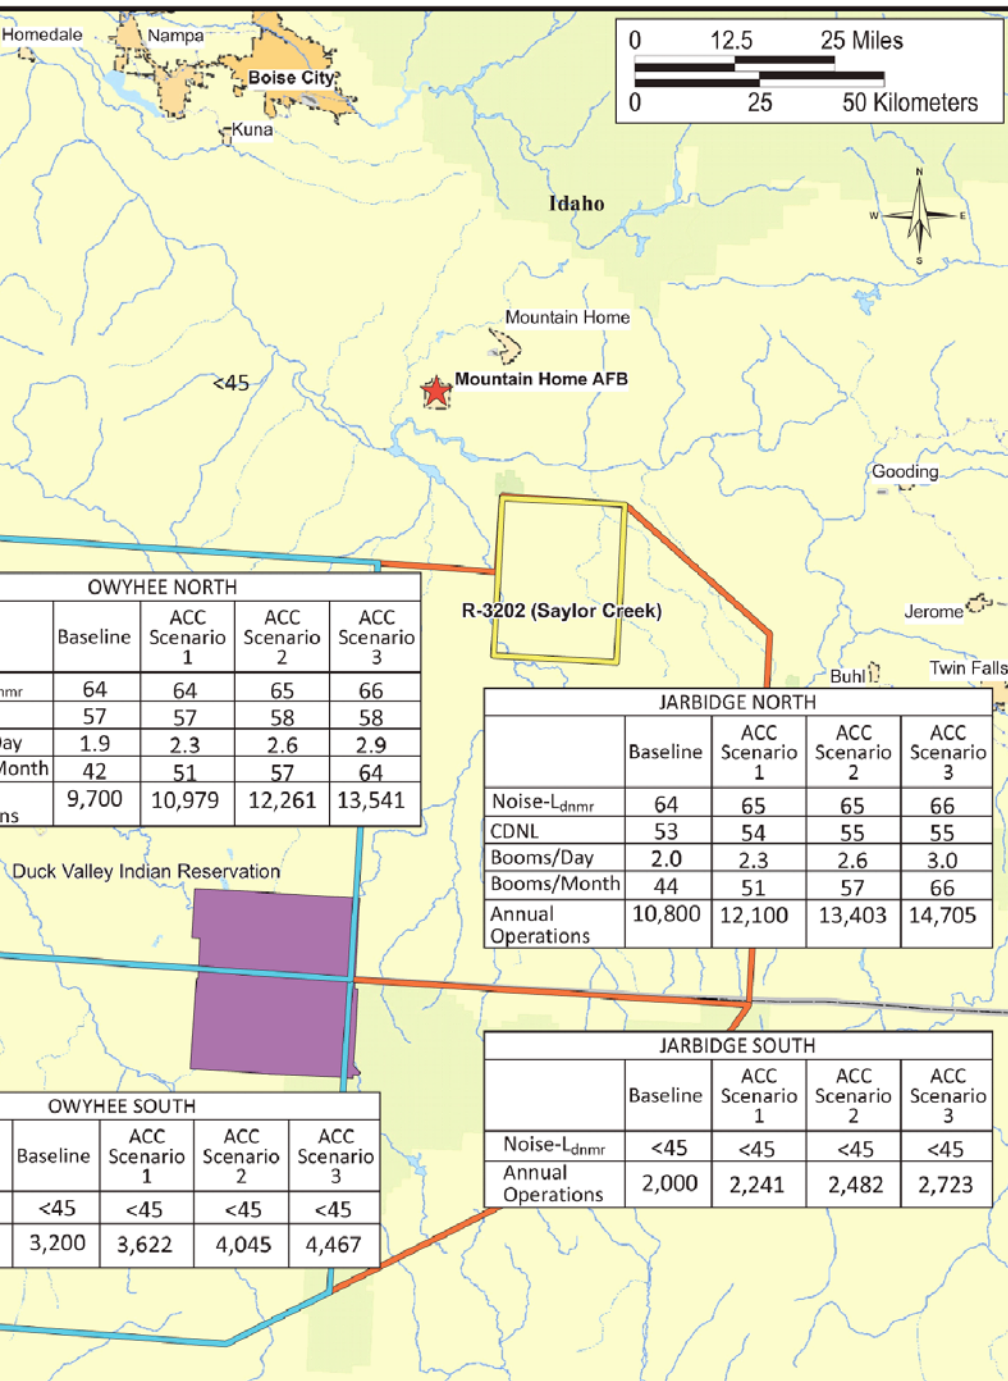 Homedale
Nampa
Boise City
Kuna
0 12.5 25 Miles
0 25 50 Kilometers
Idaho
N
W E
S
Mountain Home
Mountain Home AFB
<45
Gooding
R-3202 (Saylor Creek)
Jerome
Buhl
Twin Falls
OWYHEE NORTH
Baseline ACC Scenario 1 ACC Scenario 2 ACC Scenario 3
nmr 64 64 65 66
57 57 58 58
Day 1.9 2.3 2.6 2.9
Month 42 51 57 64
ns 9,700 10,979 12,261 13,541
JARBIDGE NORTH
Baseline ACC Scenario 1 ACC Scenario 2 ACC Scenario 3
Noise-Ldnmr 64 65 65 66
CDNL 53 54 55 55
Booms/Day 2.0 2.3 2.6 3.0
Booms/Month 44 51 57 66
Annual Operations 10,800 12,100 13,403 14,705
Duck Valley Indian Reservation
JARBIDGE SOUTH
Baseline ACC Scenario 1 ACC Scenario 2 ACC Scenario 3
Noise-Ldnmr <45 <45 <45 <45
Annual Operations 2,000 2,241 2,482 2,723
OWYHEE SOUTH
Baseline ACC Scenario 1 ACC Scenario 2 ACC Scenario 3
<45 <45 <45 <45
3,200 3,622 4,045 4,467